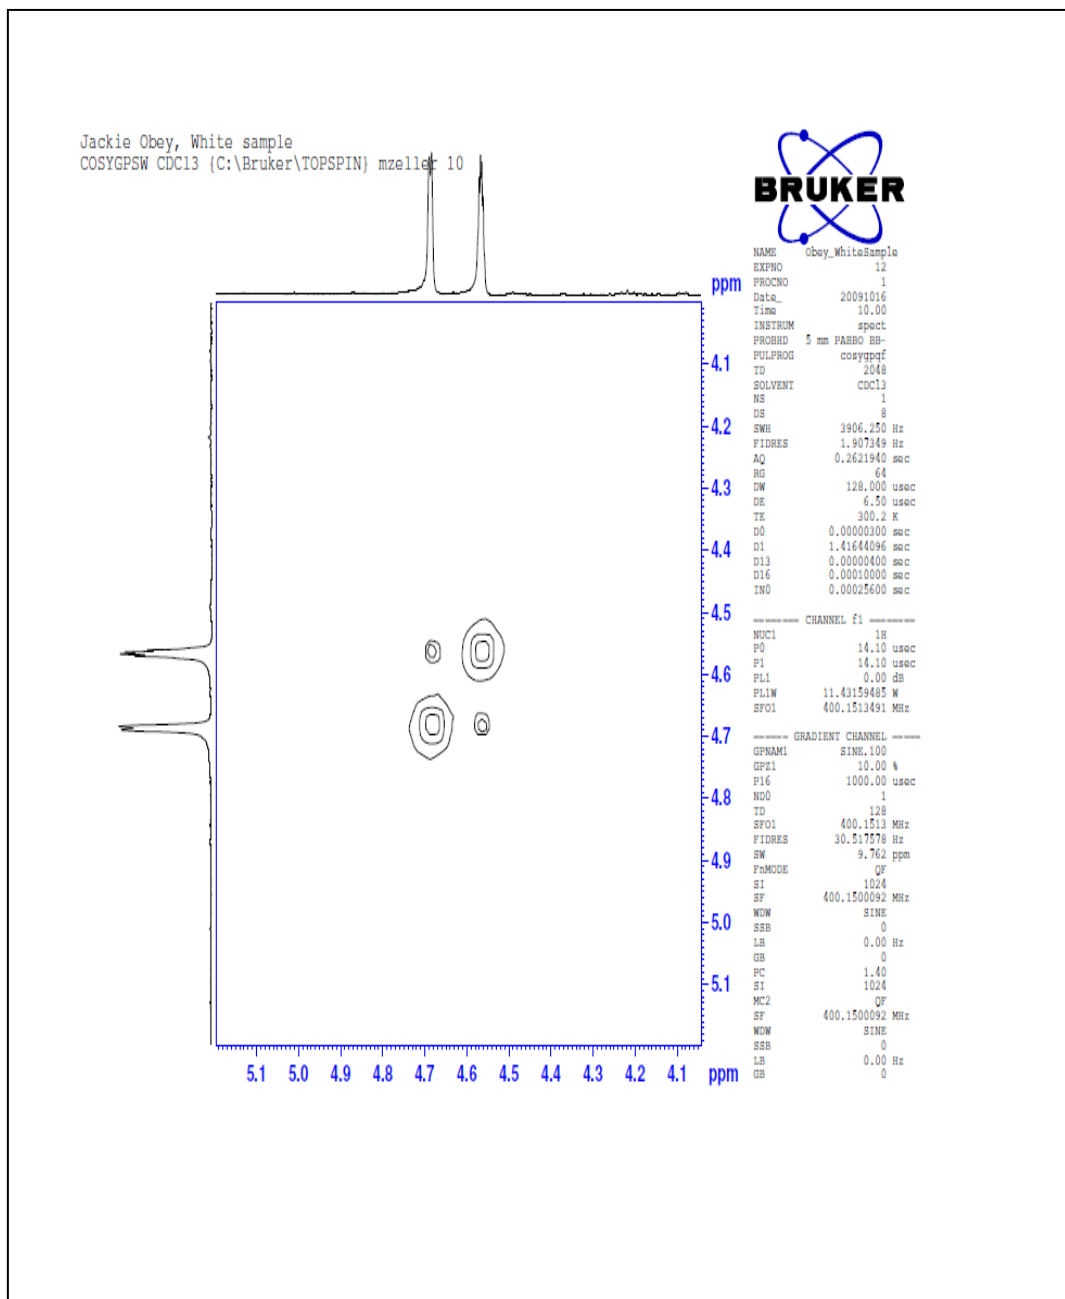 Jackie Obey, White sample
COSYGPSW CDCl3 {C:\Bruker\TOPSPIN} mzeller 10
BRUKER
NAME Obey_WhiteSample
EXPNO 12
PROCNO 1
Date_ 20091016
Time 10.00
INSTRUM spect
PROBHD 5 mm PABBO BB-
PULPROG cosygpqf
TD 2048
SOLVENT CDCl3
NS 1
DS 8
SWH 3906.250 Hz
FIDRES 1.907349 Hz
AQ 0.2621940 sec
RG 64
DW 128.000 usec
DE 6.50 usec
TE 300.2 K
D0 0.00000300 sec
D1 1.41644096 sec
D13 0.00000400 sec
D16 0.00010000 sec
IN0 0.00025600 sec
======== CHANNEL f1 ========
NUC1 1H
P0 14.10 usec
P1 14.10 usec
PL1 0.00 dB
PL1W 11.43159485 W
SFO1 400.1513491 MHz
====== GRADIENT CHANNEL =====
GPNAM1 SINE.100
GPZ1 10.00 %
P16 1000.00 usec
ND0 1
TD 128
SFO1 400.1513 MHz
FIDRES 30.517578 Hz
SW 9.762 ppm
FnMODE QF
SI 1024
SF 400.1500092 MHz
WDW SINE
SSB 0
LB 0.00 Hz
GB 0
PC 1.40
SI 1024
MC2 QF
SF 400.1500092 MHz
WDW SINE
SSB 0
LB 0.00 Hz
GB 0
ppm
4.1
4.2
4.3
4.4
4.5
4.6
4.7
4.8
4.9
5.0
5.1
5.1 5.0 4.9 4.8 4.7 4.6 4.5 4.4 4.3 4.2 4.1 ppm